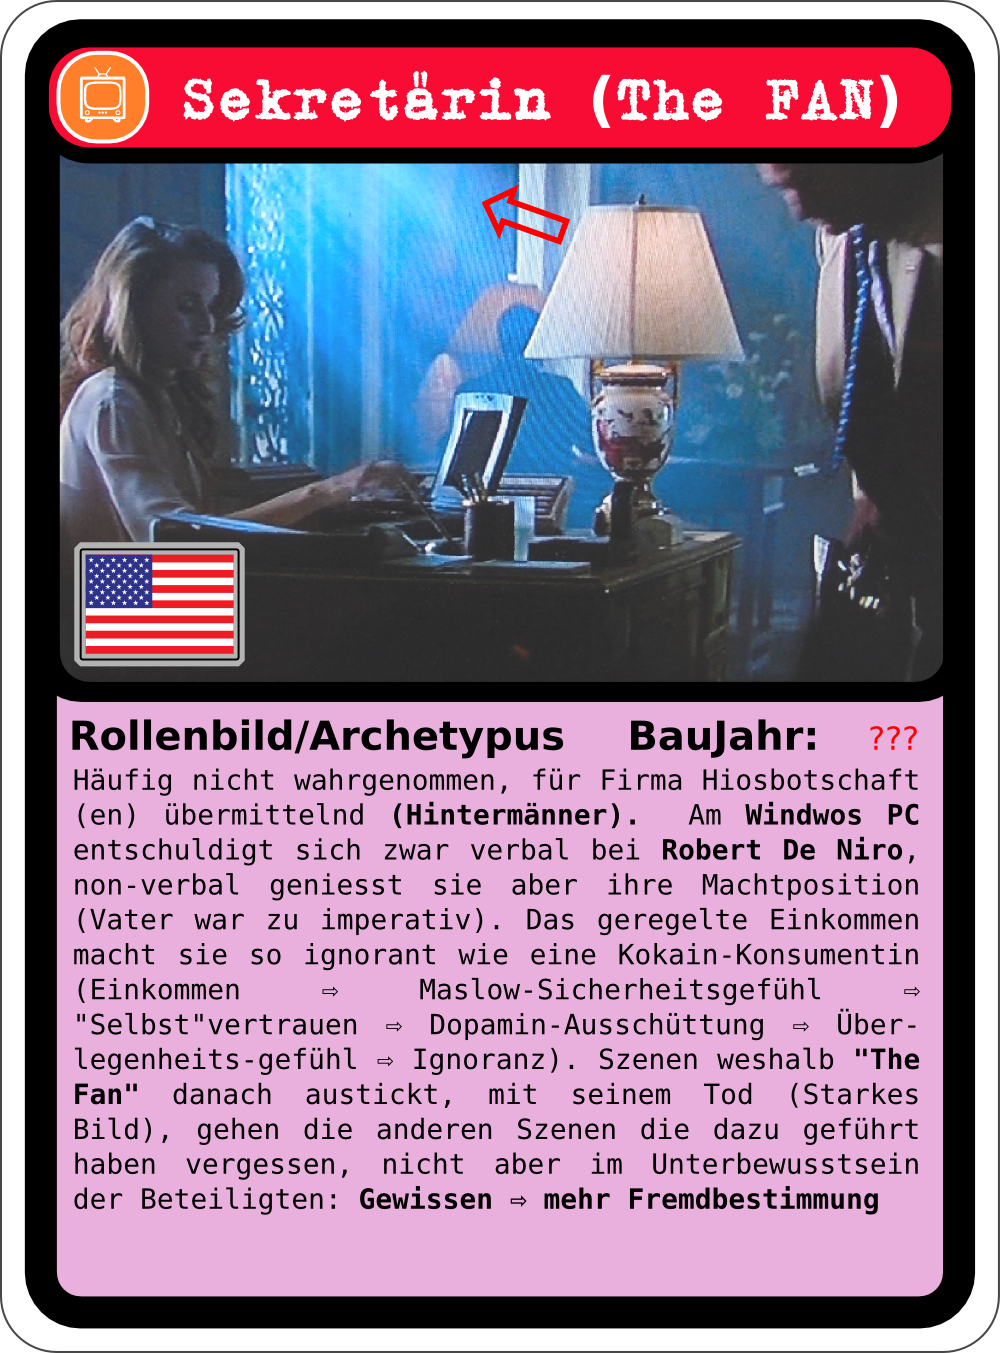 Sekretärin (The FAN)
Rollenbild/Archetypus BauJahr: ???
Häufig nicht wahrgenommen, für Firma Hiosbotschaft
(en) übermittelnd (Hintermänner). Am Windwos PC
entschuldigt sich zwar verbal bei Robert De Niro,
non-verbal geniesst sie aber ihre Machtposition
(Vater war zu imperativ). Das geregelte Einkommen
macht sie so ignorant wie eine Kokain-Konsumentin
(Einkommen ⇨ Maslow-Sicherheitsgefühl ⇨
"Selbst"vertrauen ⇨ Dopamin-Ausschüttung ⇨ Über-
legenheits-gefühl ⇨ Ignoranz). Szenen weshalb "The
Fan" danach austickt, mit seinem Tod (Starkes
Bild), gehen die anderen Szenen die dazu geführt
haben vergessen, nicht aber im Unterbewusstsein
der Beteiligten: Gewissen ⇨ mehr Fremdbestimmung